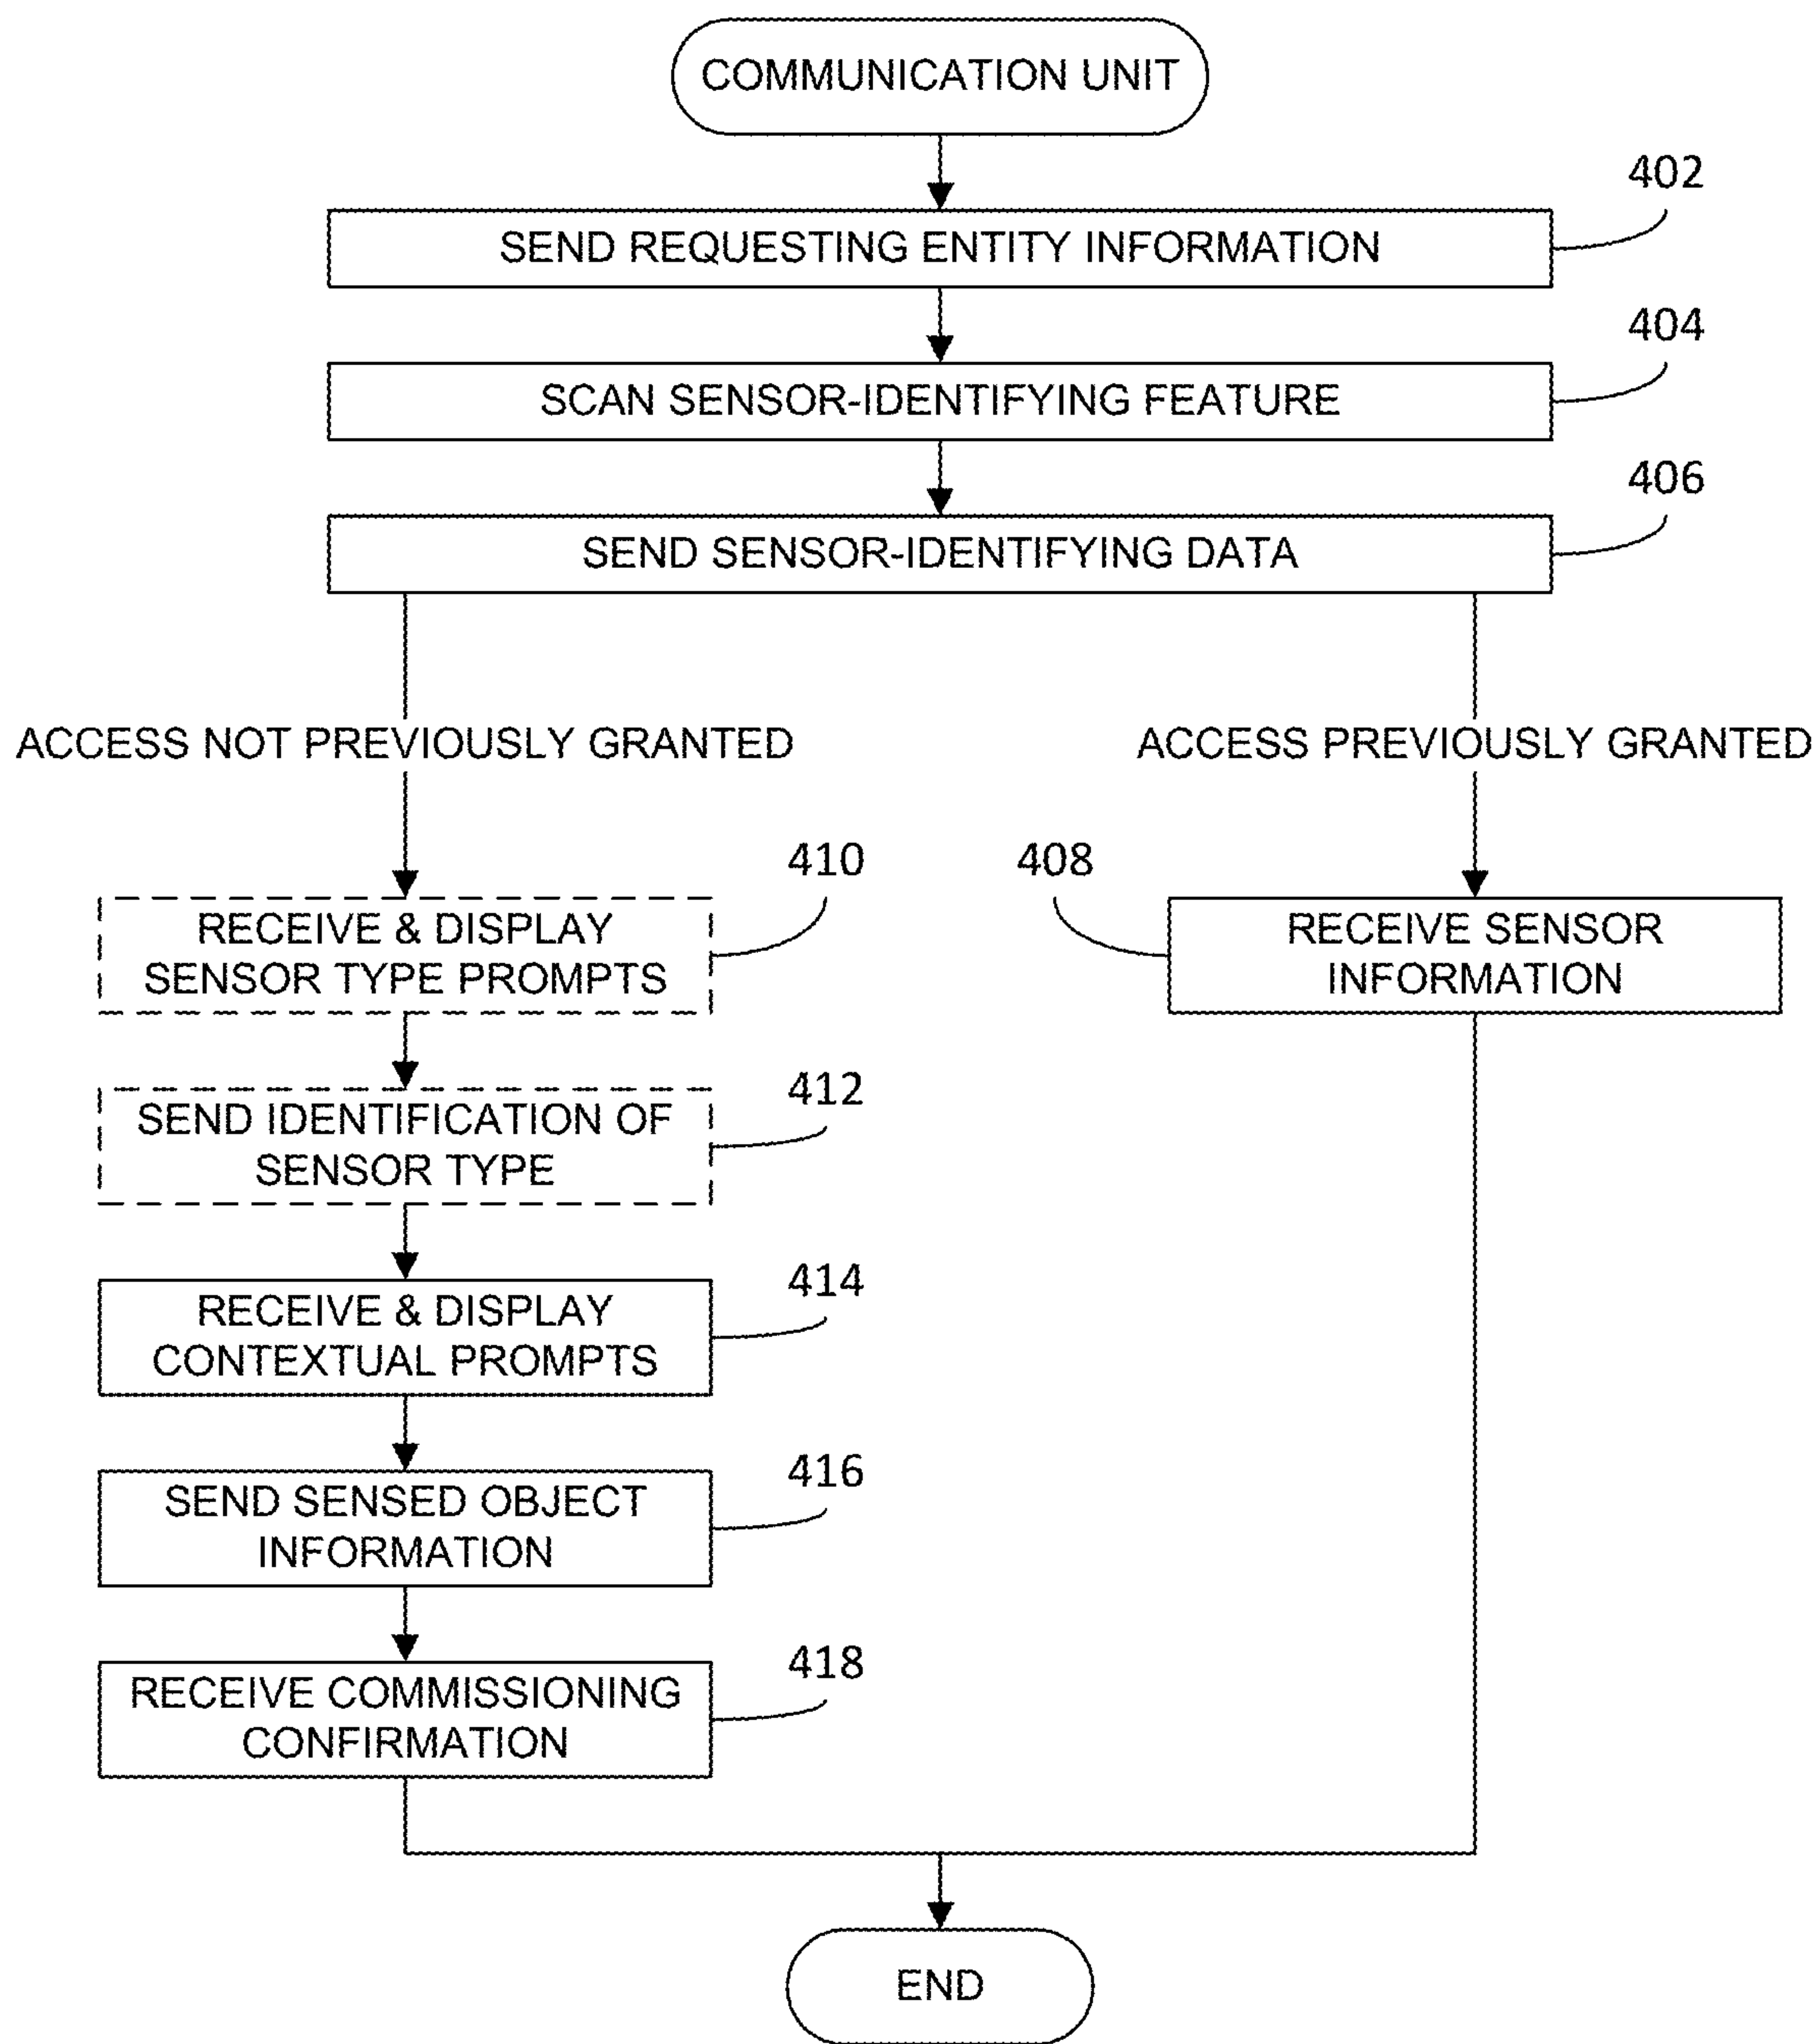 COMMUNICATION UNIT
402
SEND REQUESTING ENTITY INFORMATION
404
SCAN SENSOR-IDENTIFYING FEATURE
406
SEND SENSOR-IDENTIFYING DATA
ACCESS NOT PREVIOUSLY GRANTED
ACCESS PREVIOUSLY GRANTED
410
RECEIVE & DISPLAY
SENSOR TYPE PROMPTS
408
RECEIVE SENSOR
INFORMATION
412
SEND IDENTIFICATION OF
SENSOR TYPE
414
RECEIVE & DISPLAY
CONTEXTUAL PROMPTS
416
SEND SENSED OBJECT
INFORMATION
418
RECEIVE COMMISSIONING
CONFIRMATION
END